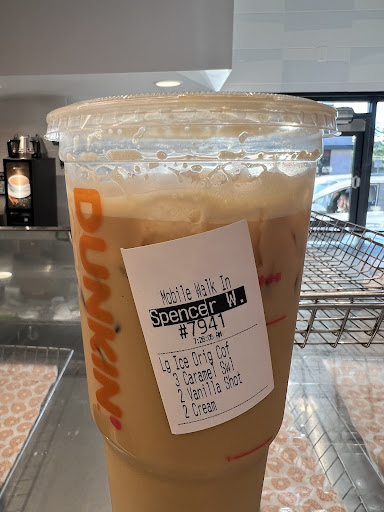 DUNKIN'
Mobile Walk In
Spencer W.
#7941
Lg Ice Orig Cof
3 Caramel Swl
2 Vanilla Shot
2 Cream